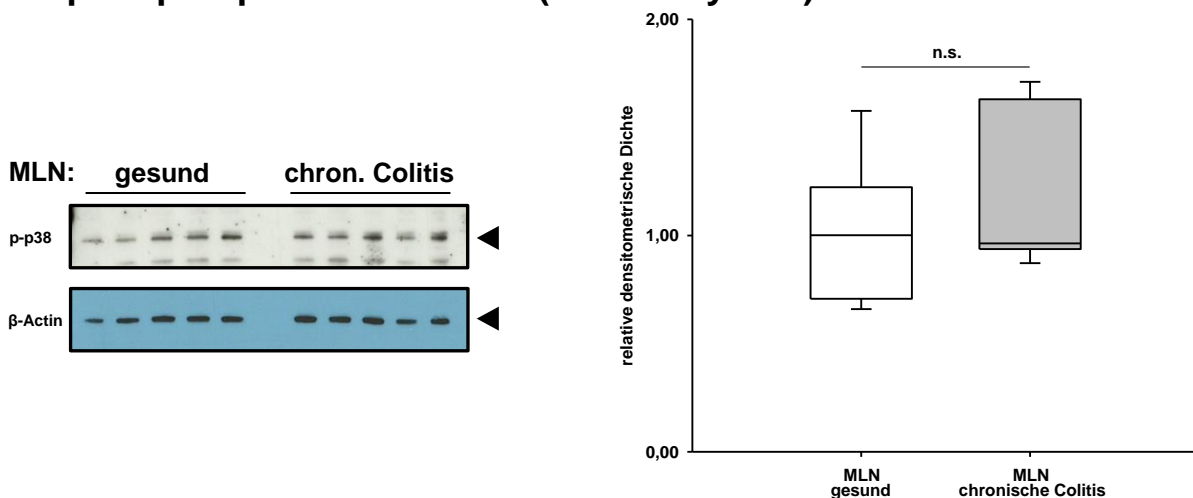 MLN: gesund chron. Colitis
p-p38
β-Actin
relative densitometrische Dichte
2,00
1,00
0,00
n.s.
MLN
gesund
MLN
chronische Colitis